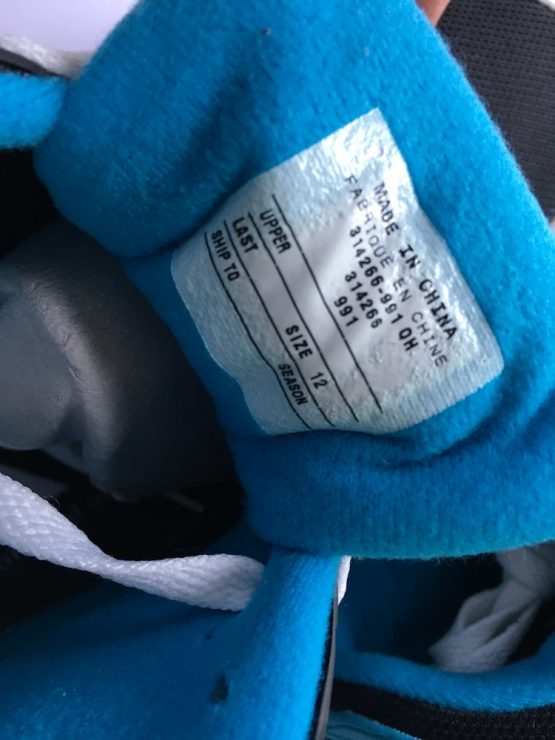 MADE IN CHINA
FABRIQUE EN CHINE
314266-991 QH
314266
991
UPPER
LAST SIZE 12
SHIP TO SEASON